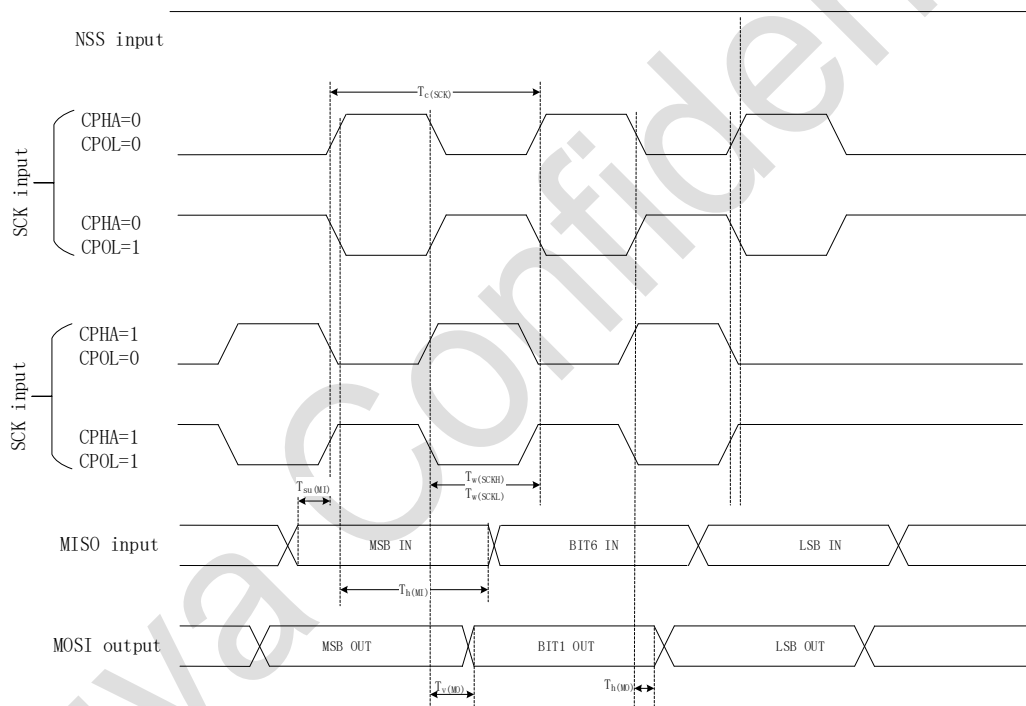 NSS input
Tc(SCK)
SCK input
CPHA=0
CPOL=0
CPHA=0
CPOL=1
SCK input
CPHA=1
CPOL=0
CPHA=1
CPOL=1
Tw(SCKH)
Tw(SCKL)
Tsu(MI)
MISO input
MSB IN
BIT6 IN
LSB IN
Th(MI)
MOSI output
MSB OUT
BIT1 OUT
LSB OUT
Tv(MO)
Th(MO)